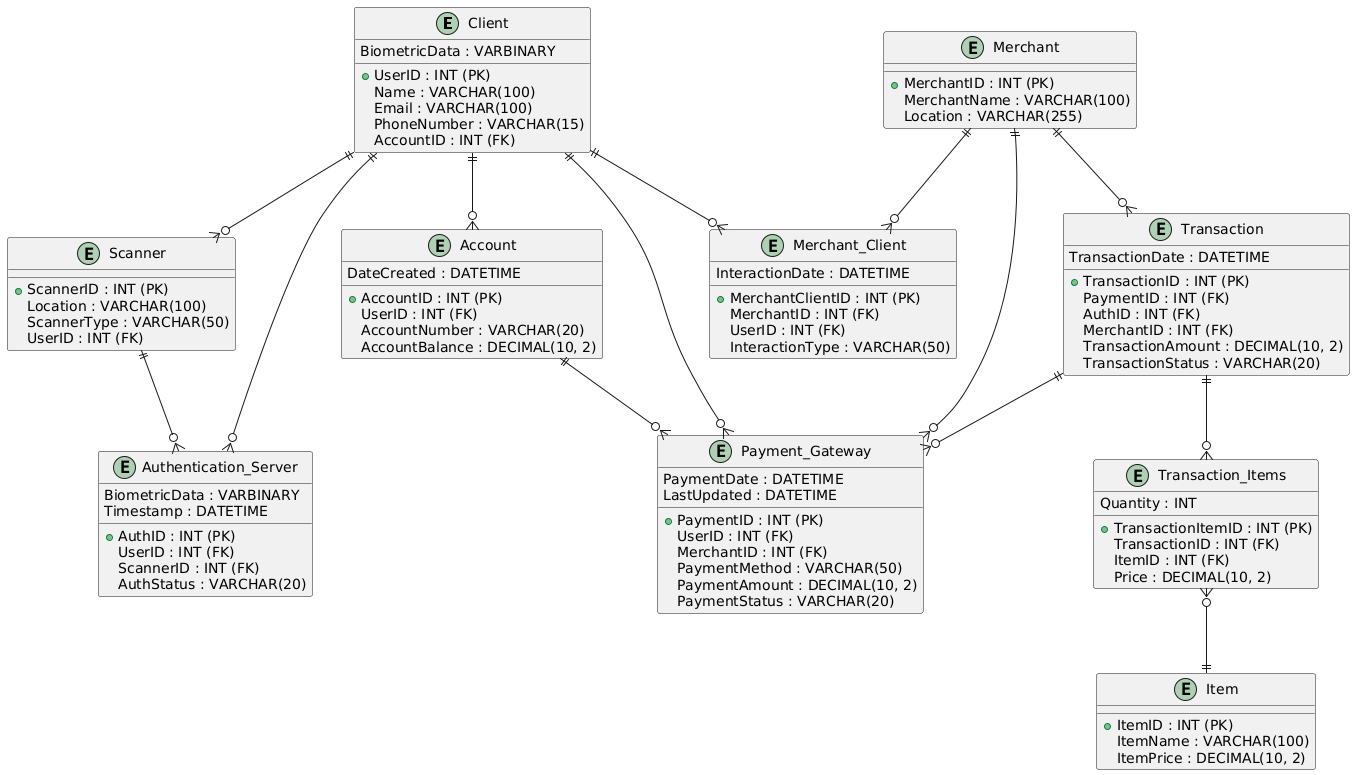 E Client
BiometricData : VARBINARY
UserID : INT (PK)
Name : VARCHAR(100)
Email : VARCHAR(100)
PhoneNumber : VARCHAR(15)
AccountID : INT (FK)
E Merchant
MerchantID : INT (PK)
MerchantName : VARCHAR(100)
Location : VARCHAR(255)
E Scanner
ScannerID : INT (PK)
Location : VARCHAR(100)
ScannerType : VARCHAR(50)
UserID : INT (FK)
E Account
DateCreated : DATETIME
AccountID : INT (PK)
UserID : INT (FK)
AccountNumber : VARCHAR(20)
AccountBalance : DECIMAL(10, 2)
E Merchant_Client
InteractionDate : DATETIME
MerchantClientID : INT (PK)
MerchantID : INT (FK)
UserID : INT (FK)
InteractionType : VARCHAR(50)
E Transaction
TransactionDate : DATETIME
TransactionID : INT (PK)
PaymentID : INT (FK)
AuthID : INT (FK)
MerchantID : INT (FK)
TransactionAmount : DECIMAL(10, 2)
TransactionStatus : VARCHAR(20)
E Authentication_Server
BiometricData : VARBINARY
Timestamp : DATETIME
AuthID : INT (PK)
UserID : INT (FK)
ScannerID : INT (FK)
AuthStatus : VARCHAR(20)
E Payment_Gateway
PaymentDate : DATETIME
LastUpdated : DATETIME
PaymentID : INT (PK)
UserID : INT (FK)
MerchantID : INT (FK)
PaymentMethod : VARCHAR(50)
PaymentAmount : DECIMAL(10, 2)
PaymentStatus : VARCHAR(20)
E Transaction_Items
Quantity : INT
TransactionItemID : INT (PK)
TransactionID : INT (FK)
ItemID : INT (FK)
Price : DECIMAL(10, 2)
E Item
ItemID : INT (PK)
ItemName : VARCHAR(100)
ItemPrice : DECIMAL(10, 2)